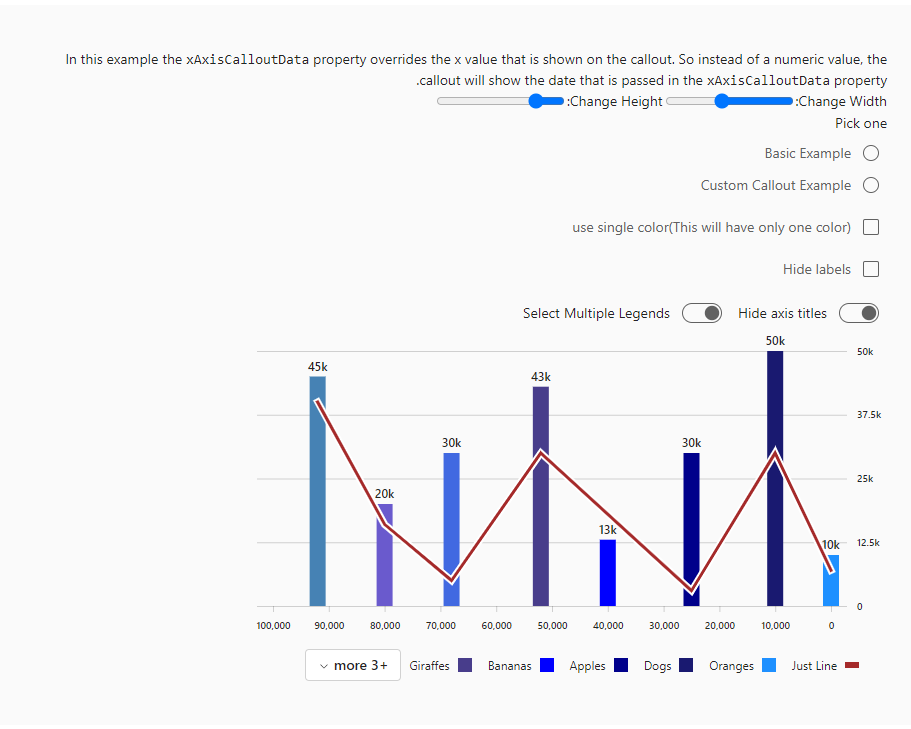 In this example the xAxisCalloutData property overrides the x value that is shown on the callout. So instead of a numeric value, the
.callout will show the date that is passed in the xAxisCalloutData property
:Change Height :Change Width
Pick one
Basic Example
Custom Callout Example
use single color(This will have only one color)
Hide labels
Select Multiple Legends Hide axis titles
50k
50k
45k
43k
37.5k
30k
30k
25k
20k
13k
10k
12.5k
0
100,000 90,000 80,000 70,000 60,000 50,000 40,000 30,000 20,000 10,000 0
more 3+ Giraffes Bananas Apples Dogs Oranges Just Line